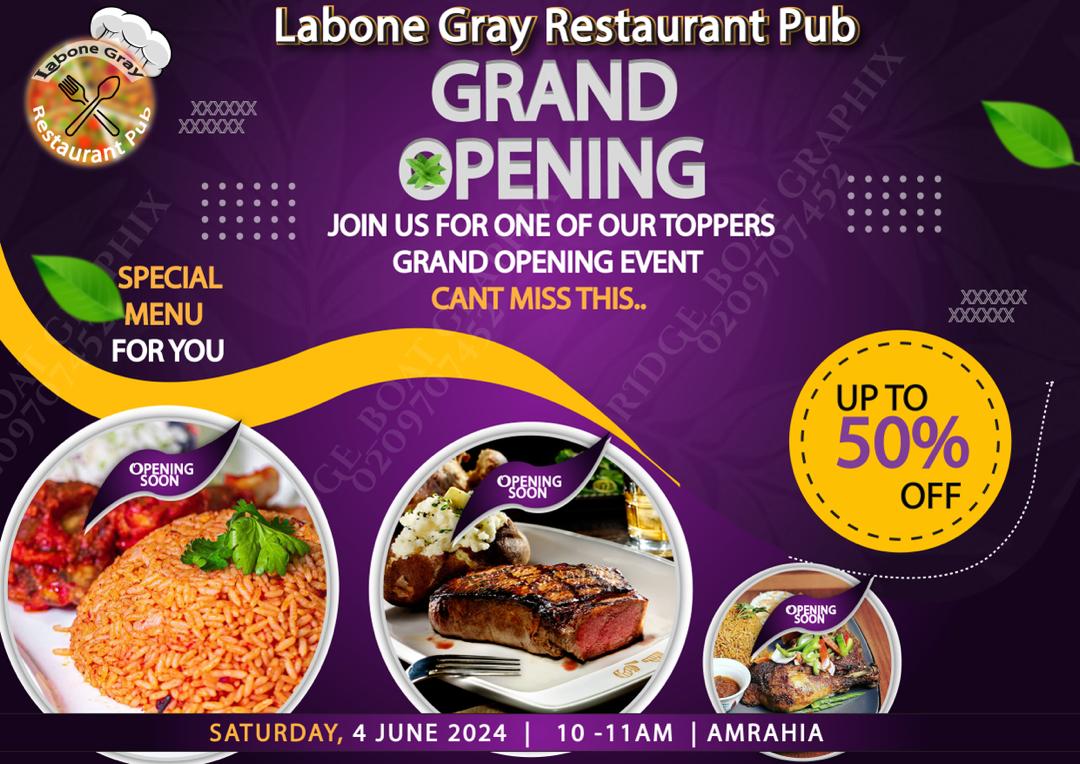 Labone Gray Restaurant Pub
Labone Gray
Restaurant Pub
GRAND
OPENING
XXXXXX
XXXXXX
JOIN US FOR ONE OF OUR TOPPERS
GRAND OPENING EVENT
CANT MISS THIS..
SPECIAL
MENU
FOR YOU
XXXXXX
XXXXXX
UP TO
50%
OFF
OPENING
SOON
OPENING
SOON
OPENING
SOON
SATURDAY, 4 JUNE 2024 | 10 -11AM | AMRAHIA